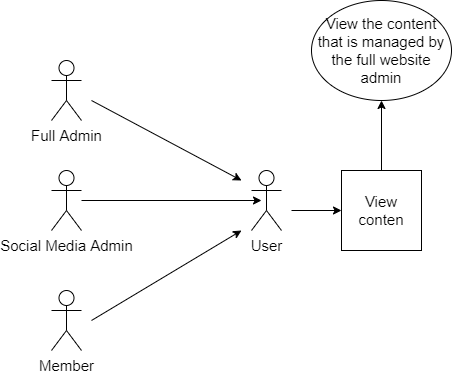 View the content
that is managed by
the full website
admin
Full Admin
View
conten
Social Media Admin
User
Member